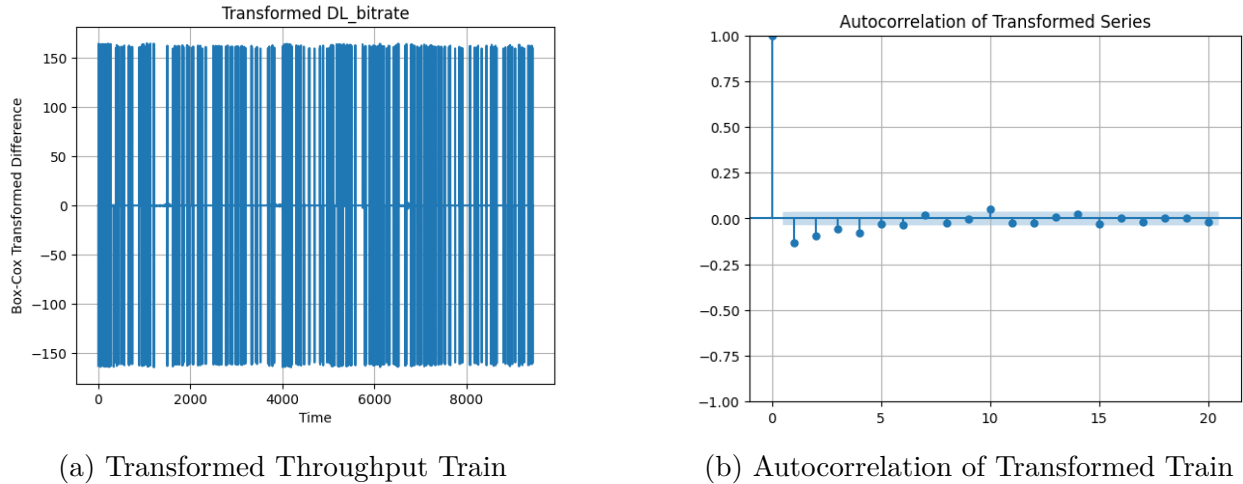 Transformed DL_bitrate
Box-Cox Transformed Difference
150
100
50
0
−50
−100
−150
0 2000 4000 6000 8000
Time
(a) Transformed Throughput Train
Autocorrelation of Transformed Series
1.00
0.75
0.50
0.25
0.00
−0.25
−0.50
−0.75
−1.00
0 5 10 15 20
(b) Autocorrelation of Transformed Train